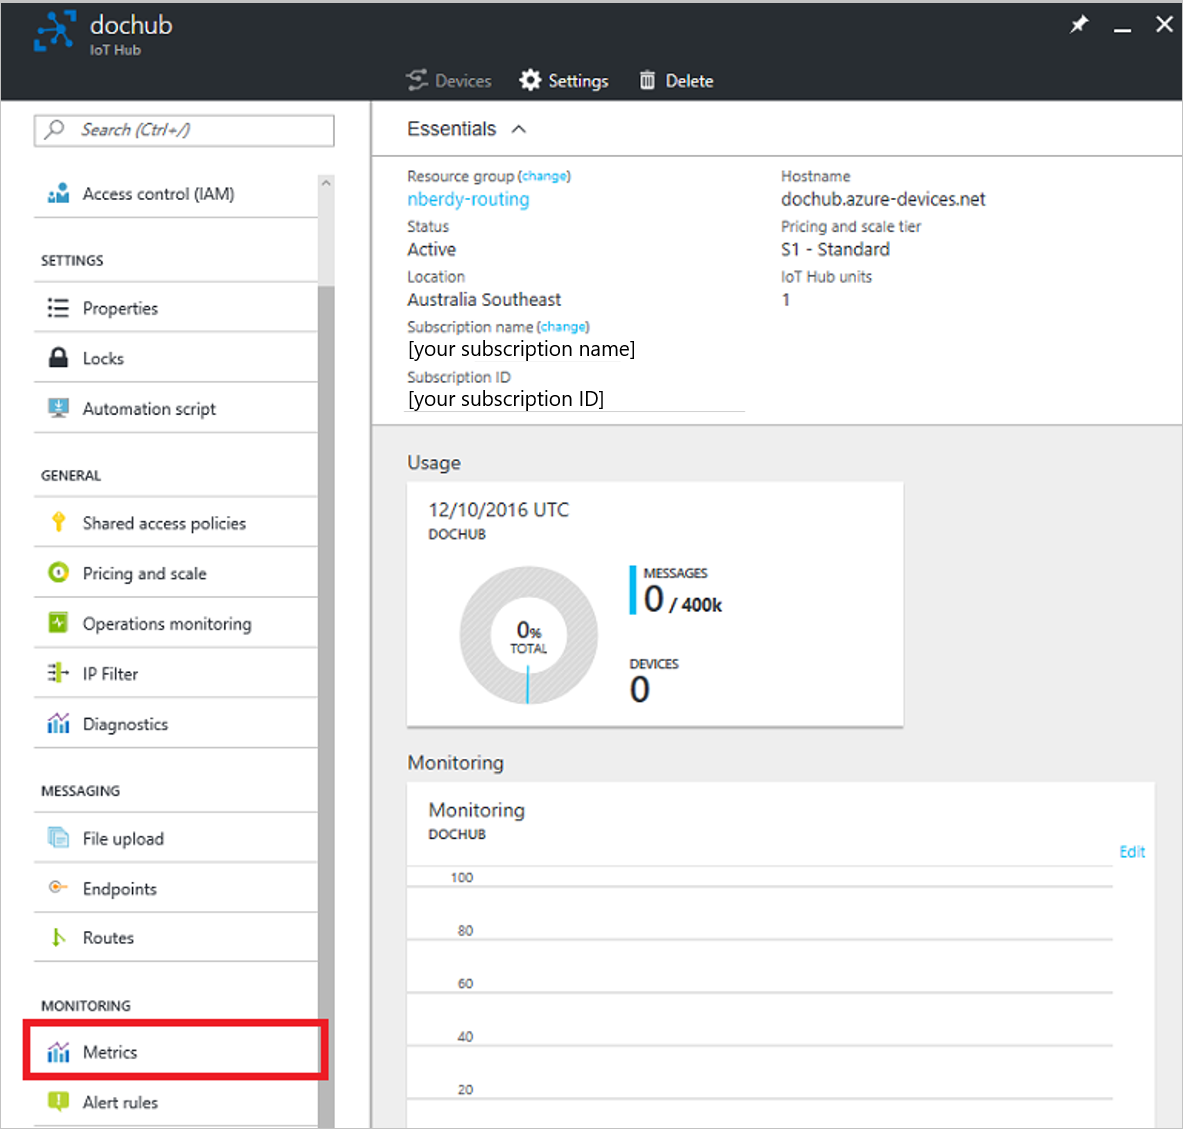 dochub
IoT Hub
Devices
Settings
Delete
Search (Ctrl+/)
Access control (IAM)
SETTINGS
Properties
Locks
Automation script
GENERAL
Shared access policies
Pricing and scale
Operations monitoring
IP Filter
Diagnostics
MESSAGING
File upload
Endpoints
Routes
MONITORING
Metrics
Alert rules
Essentials
Resource group (change)
nberdy-routing
Status
Active
Location
Australia Southeast
Subscription name (change)
[your subscription name]
Subscription ID
[your subscription ID]
Hostname
dochub.azure-devices.net
Pricing and scale tier
S1 - Standard
IoT Hub units
1
Usage
12/10/2016 UTC
DOCHUB
0%
TOTAL
MESSAGES
0 / 400k
DEVICES
0
Monitoring
Monitoring
DOCHUB
Edit
100
80
60
40
20